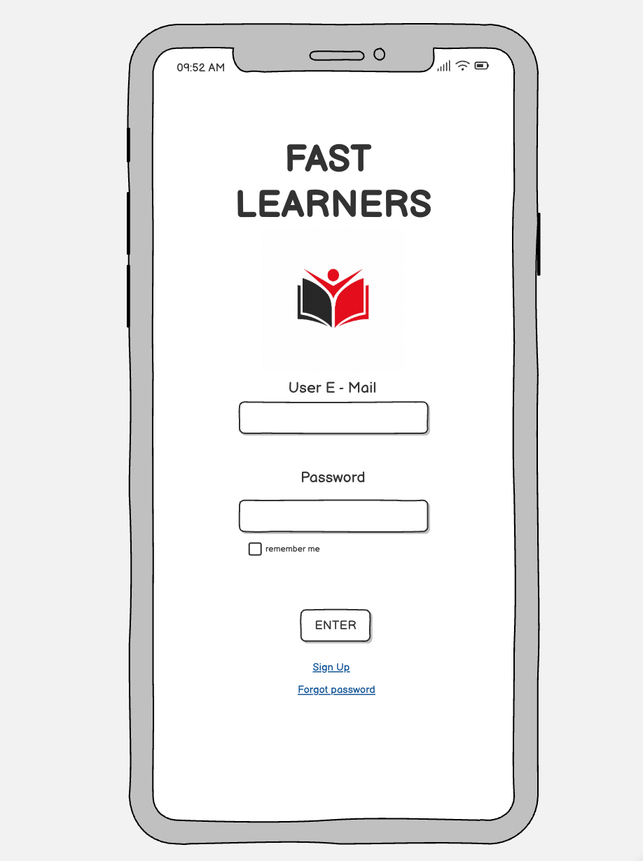 09:52 AM
FAST
LEARNERS
User E - Mail
Password
remember me
ENTER
Sign Up
Forgot password